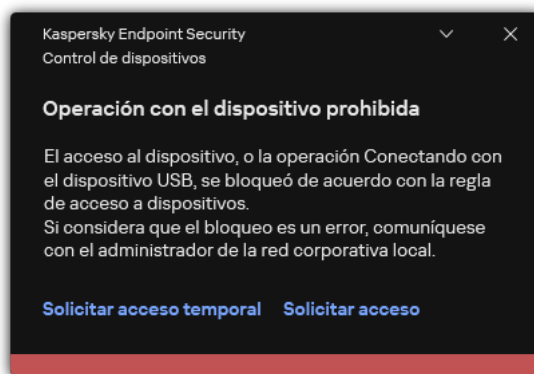 Kaspersky Endpoint Security
Control de dispositivos
Operación con el dispositivo prohibida
El acceso al dispositivo, o la operación Conectando con
el dispositivo USB, se bloqueó de acuerdo con la regla
de acceso a dispositivos.
Si considera que el bloqueo es un error, comuníquese
con el administrador de la red corporativa local.
Solicitar acceso temporal Solicitar acceso